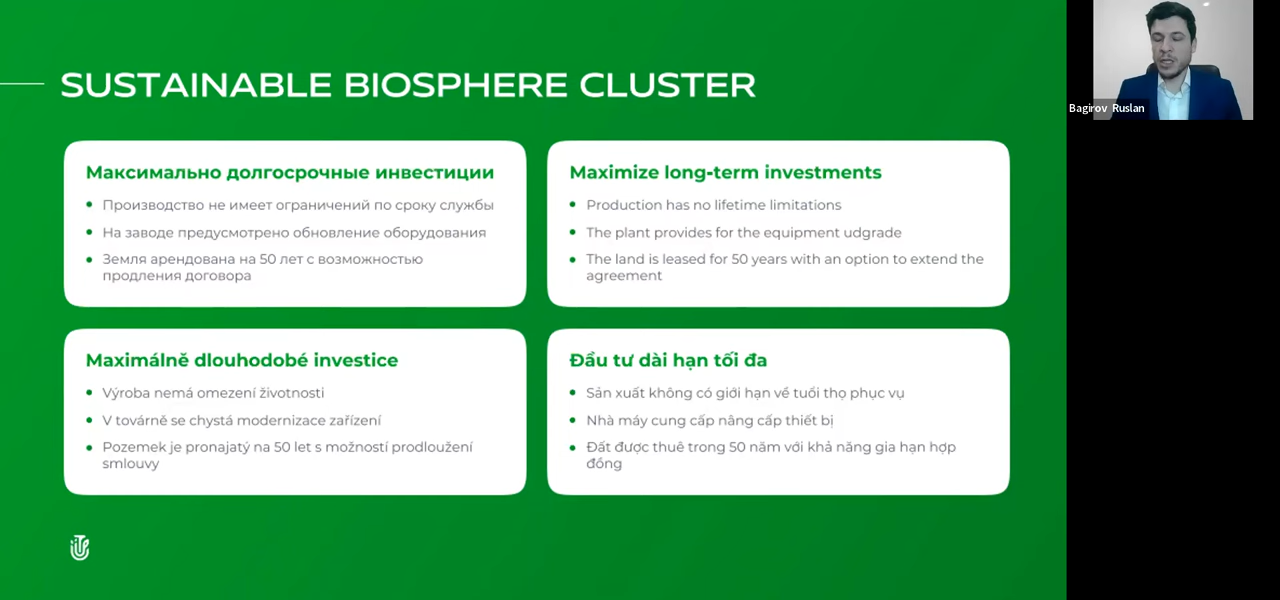 SUSTAINABLE BIOSPHERE CLUSTER
Bagirov Ruslan
Максимально долгосрочные инвестиции
Производство не имеет ограничений по сроку службы
На заводе предусмотрено обновление оборудования
Земля арендована на 50 лет с возможностью
продления договора
Maximize long-term investments
Production has no lifetime limitations
The plant provides for the equipment udgrade
The land is leased for 50 years with an option to extend the
agreement
Maximálně dlouhodobé investice
Výroba nemá omezení životnosti
V továrně se chystá modernizace zařízení
Pozemek je pronajatý na 50 let s možností prodloužení
smlouvy
Đầu tư dài hạn tối đa
Sản xuất không có giới hạn về tuổi thọ phục vụ
Nhà máy cung cấp nâng cấp thiết bị
Đất được thuê trong 50 năm với khả năng gia hạn hợp
đồng